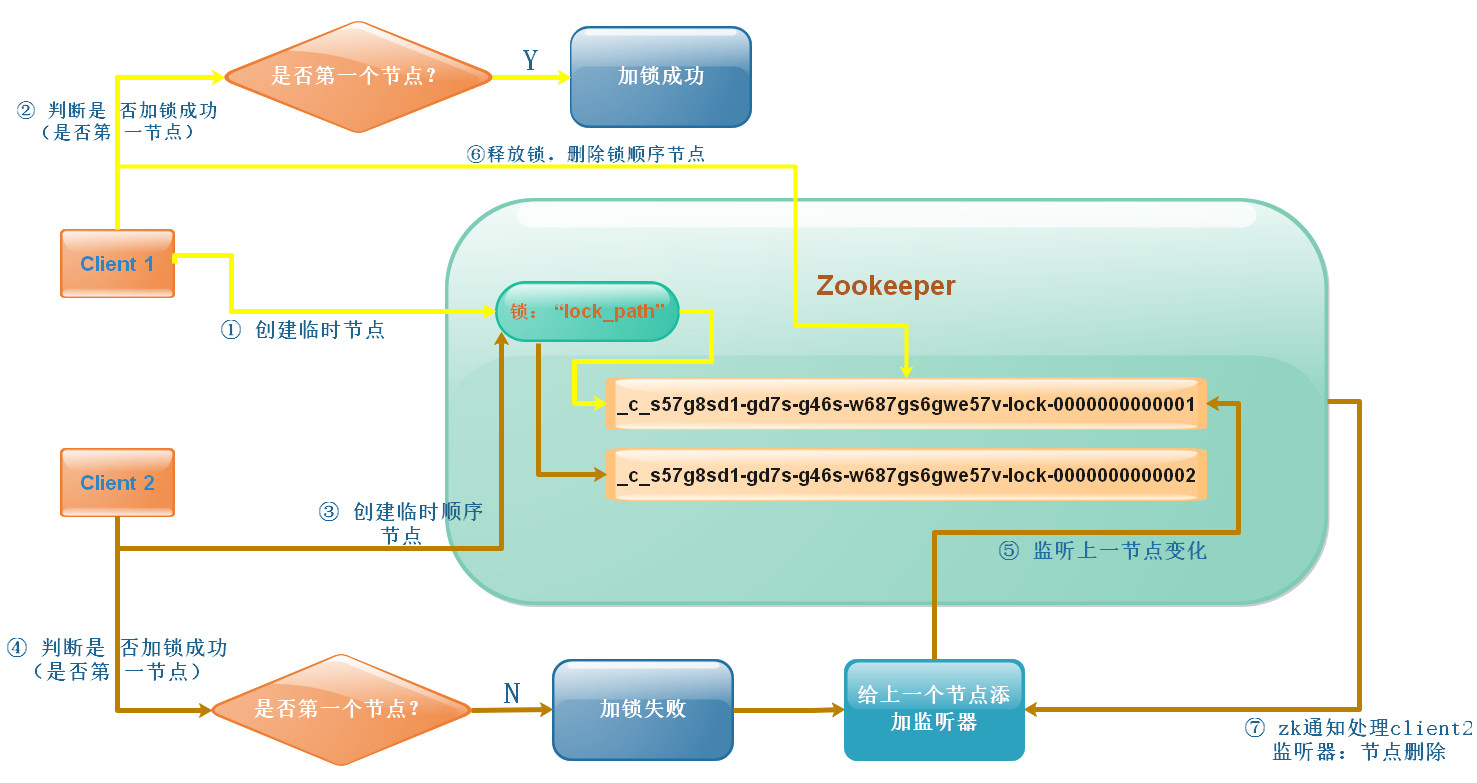 是否第一个节点?
Y
加锁成功
② 判断是 否加锁成功
(是否第 一节点)
⑥释放锁. 删除锁顺序节点
Client 1
Zookeeper
锁: “lock_path”
① 创建临时节点
_c_s57g8sd1-gd7s-g46s-w687gs6gwe57v-lock-0000000000001
_c_s57g8sd1-gd7s-g46s-w687gs6gwe57v-lock-0000000000002
Client 2
③ 创建临时顺序
节点
⑤ 监听上一节点变化
④ 判断是 否加锁成功
(是否第 一节点)
是否第一个节点?
N
加锁失败
给上一个节点添
加监听器
⑦ zk通知处理client2
监听器: 节点删除